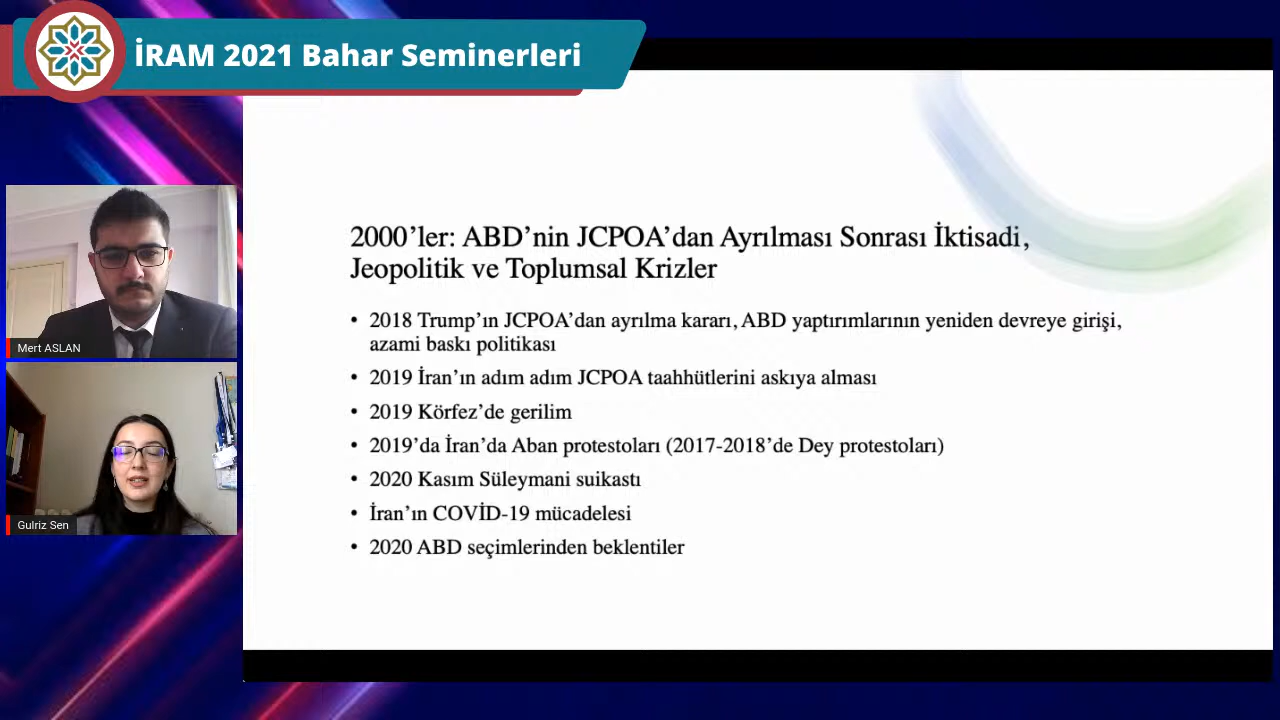 İRAM 2021 Bahar Seminerleri
2000’ler: ABD’nin JCPOA’dan Ayrılması Sonrası İktisadi,
Jeopolitik ve Toplumsal Krizler
• 2018 Trump’ın JCPOA’dan ayrılma kararı, ABD yaptırımlarının yeniden devreye girişi,
azami baskı politikası
• 2019 İran’ın adım adım JCPOA taahhütlerini askıya alması
• 2019 Körfez’de gerilim
• 2019’da İran’da Aban protestoları (2017-2018’de Dey protestoları)
• 2020 Kasım Süleymani suikastı
• İran’ın COVİD-19 mücadelesi
• 2020 ABD seçimlerinden beklentiler
Mert ASLAN
Gulriz Sen